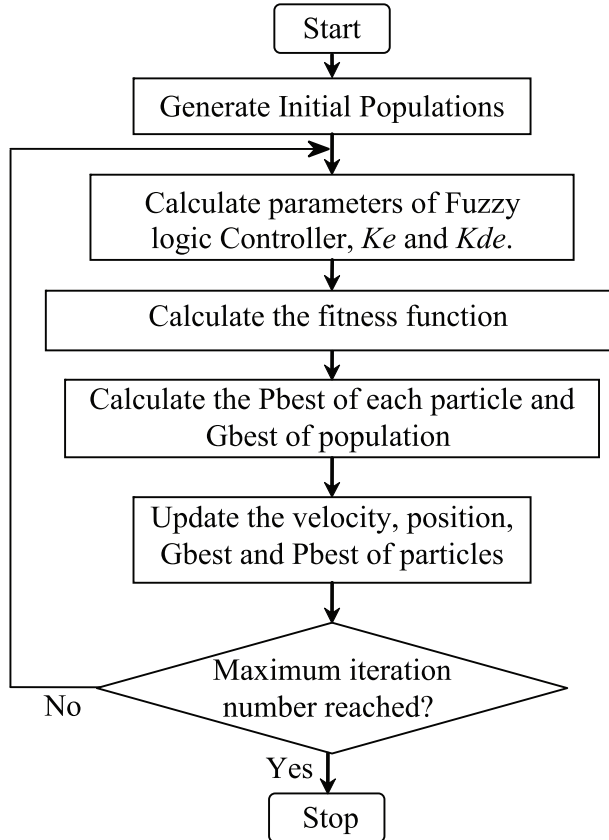 Start
Generate Initial Populations
Calculate parameters of Fuzzy
logic Controller, Ke and Kde.
Calculate the fitness function
Calculate the Pbest of each particle and
Gbest of population
Update the velocity, position,
Gbest and Pbest of particles
Maximum iteration
number reached?
No
Yes
Stop